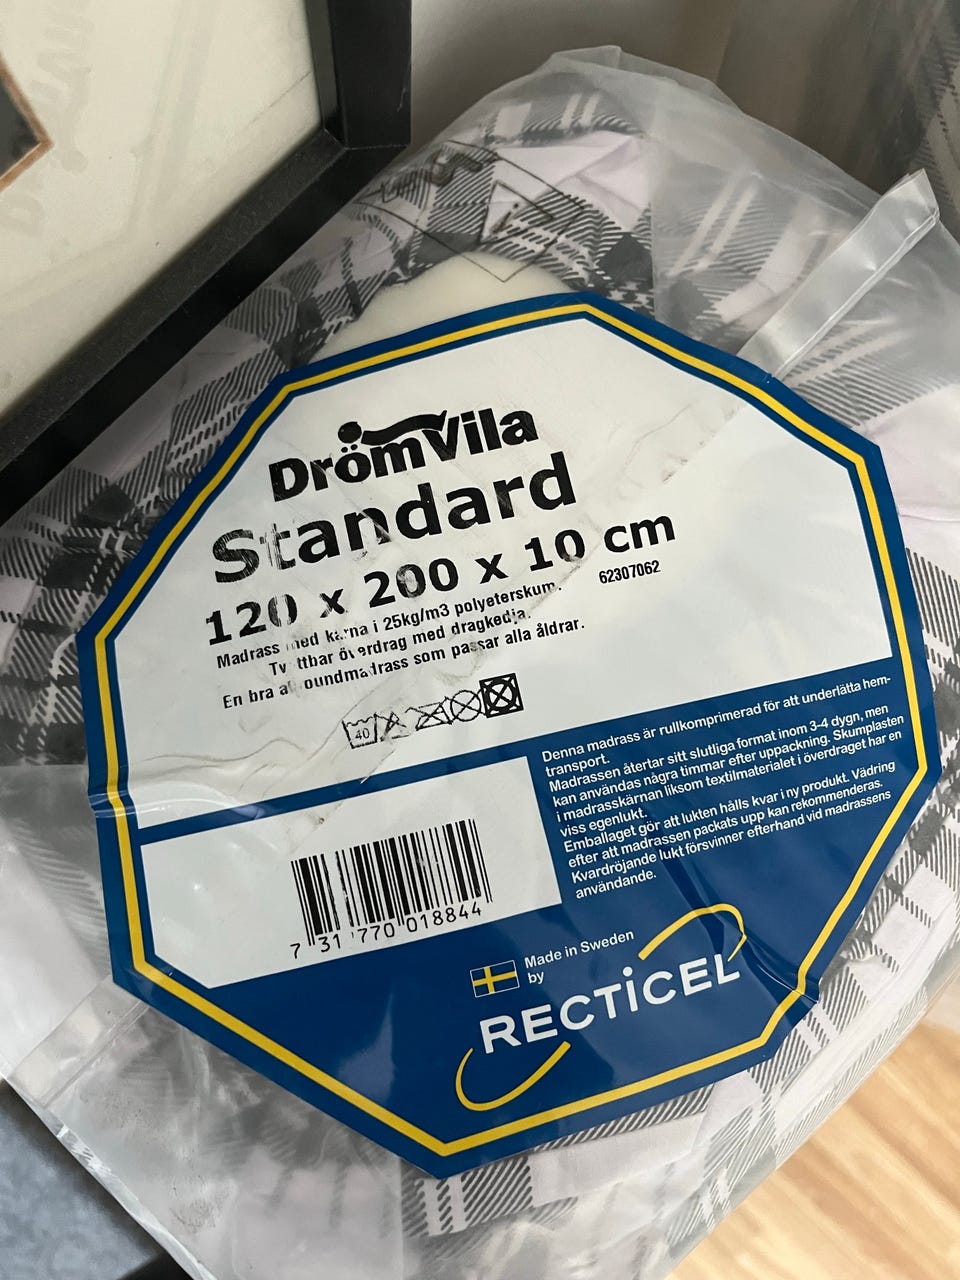 DrömVila
Standard
120 x 200 x 10 cm
Madrass med kärna i 25kg/m3 polyeterskum. 62307062
Tvättbar överdrag med dragkedja.
En bra allroundmadrass som passar alla åldrar.
40
Denna madrass är rullkomprimerad för att underlätta hem-
transport.
Madrassen återtar sitt slutliga format inom 3-4 dygn, men
kan användas några timmar efter uppackning. Skumplasten
i madrasskärnan liksom textilmaterialet i överdraget har en
viss egenlukt.
Emballaget gör att lukten hålls kvar i ny produkt. Vädring
efter att madrassen packats upp kan rekommenderas.
Kvardröjande lukt försvinner efterhand vid madrassens
användande.
7 31 770 018844
Made in Sweden
by
RECTICEL